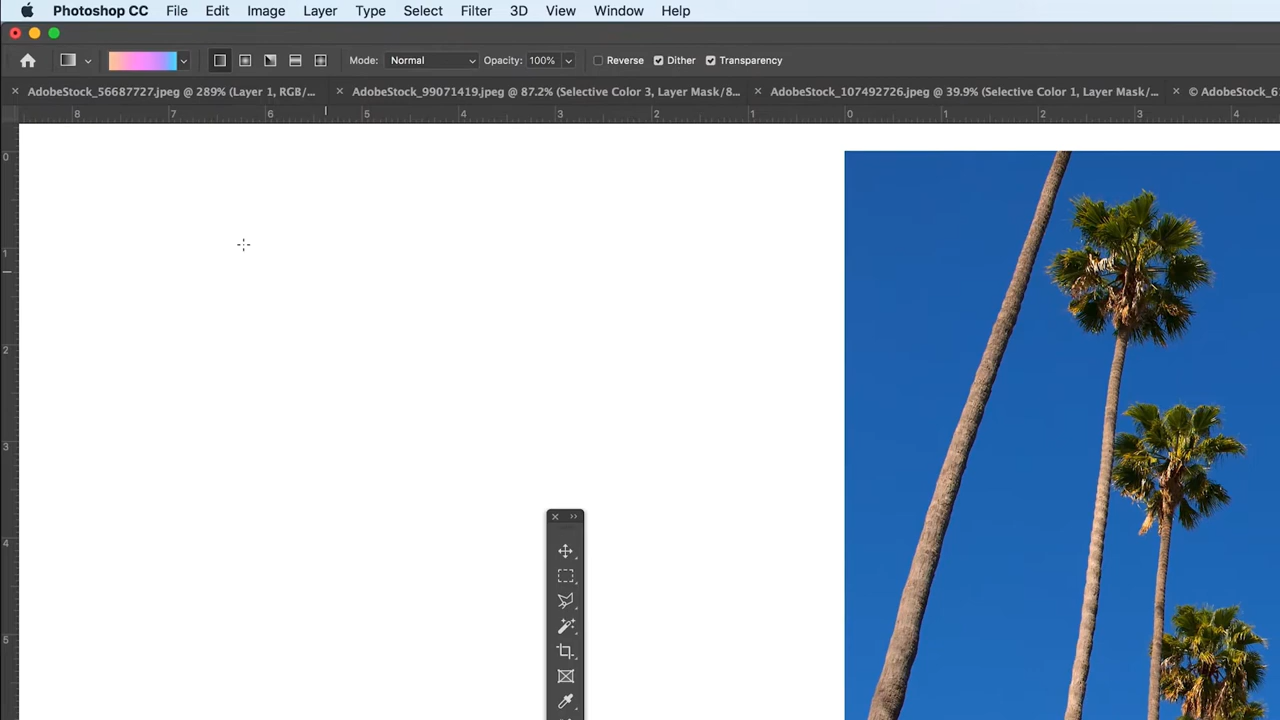 Photoshop CC File Edit Image Layer Type Select Filter 3D View Window Help
Mode: Normal Opacity: 100% Reverse Dither Transparency
AdobeStock_56687727.jpeg @ 289% (Layer 1, RGB/... AdobeStock_99071419.jpeg @ 87.2% (Selective Color 3, Layer Mask/8... AdobeStock_107492726.jpeg @ 39.9% (Selective Color 1, Layer Mask/... © AdobeStock_6
8 7 6 5 4 3 2 1 0 1 2 3 4
0
1
2
3
4
5